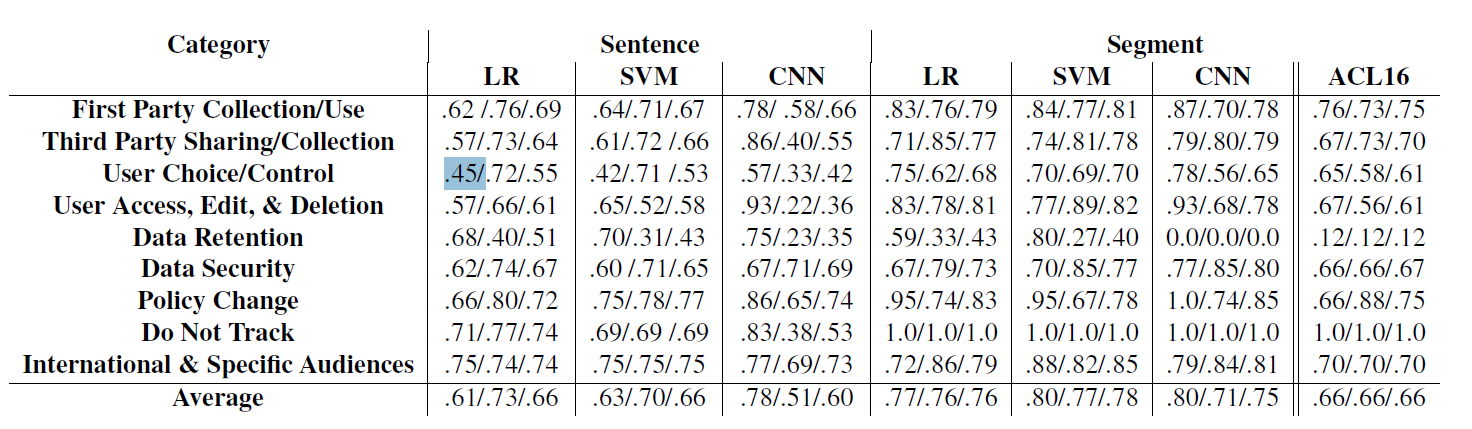 Category Sentence Segment
LR SVM CNN LR SVM CNN ACL16
First Party Collection/Use .62 /.76/.69 .64/.71/.67 .78/ .58/.66 .83/.76/.79 .84/.77/.81 .87/.70/.78 .76/.73/.75
Third Party Sharing/Collection .57/.73/.64 .61/.72 /.66 .86/.40/.55 .71/.85/.77 .74/.81/.78 .79/.80/.79 .67/.73/.70
User Choice/Control .45/.72/.55 .42/.71 /.53 .57/.33/.42 .75/.62/.68 .70/.69/.70 .78/.56/.65 .65/.58/.61
User Access, Edit, & Deletion .57/.66/.61 .65/.52/.58 .93/.22/.36 .83/.78/.81 .77/.89/.82 .93/.68/.78 .67/.56/.61
Data Retention .68/.40/.51 .70/.31/.43 .75/.23/.35 .59/.33/.43 .80/.27/.40 0.0/0.0/0.0 .12/.12/.12
Data Security .62/.74/.67 .60 /.71/.65 .67/.71/.69 .67/.79/.73 .70/.85/.77 .77/.85/.80 .66/.66/.67
Policy Change .66/.80/.72 .75/.78/.77 .86/.65/.74 .95/.74/.83 .95/.67/.78 1.0/.74/.85 .66/.88/.75
Do Not Track .71/.77/.74 .69/.69 /.69 .83/.38/.53 1.0/1.0/1.0 1.0/1.0/1.0 1.0/1.0/1.0 1.0/1.0/1.0
International & Specific Audiences .75/.74/.74 .75/.75/.75 .77/.69/.73 .72/.86/.79 .88/.82/.85 .79/.84/.81 .70/.70/.70
Average .61/.73/.66 .63/.70/.66 .78/.51/.60 .77/.76/.76 .80/.77/.78 .80/.71/.75 .66/.66/.66